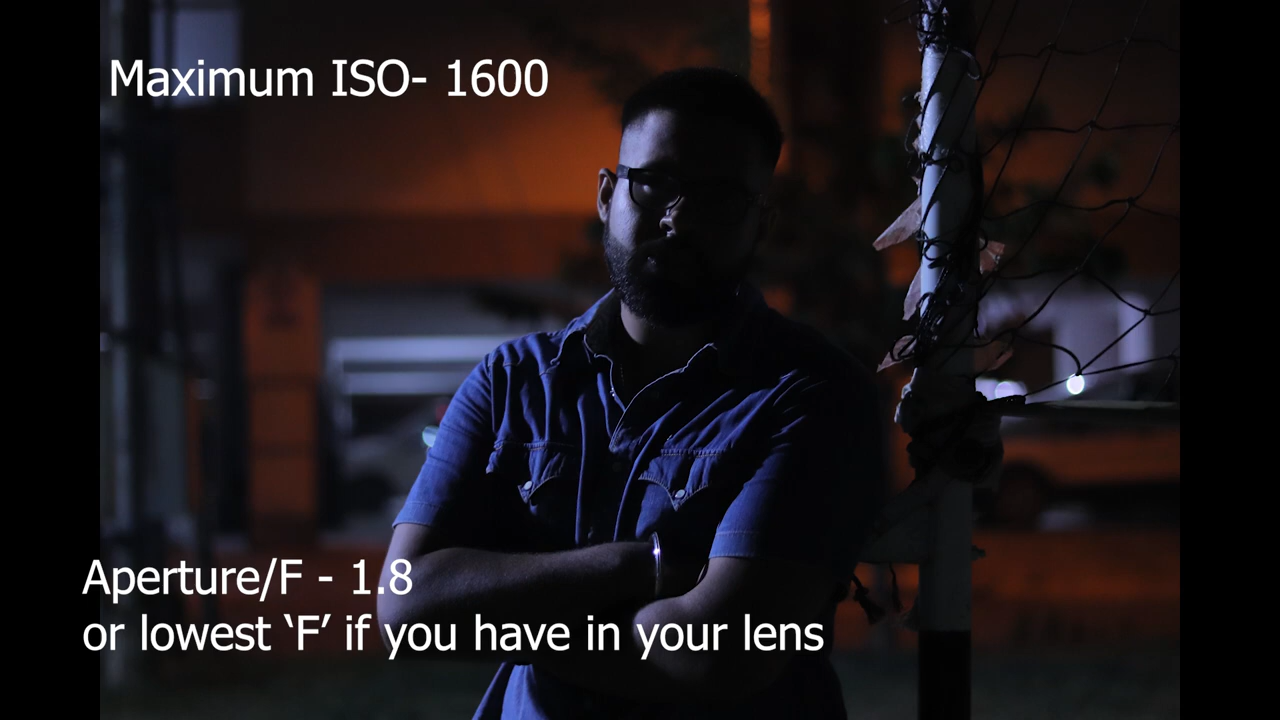 Maximum ISO- 1600
Aperture/F - 1.8
or lowest ‘F’ if you have in your lens